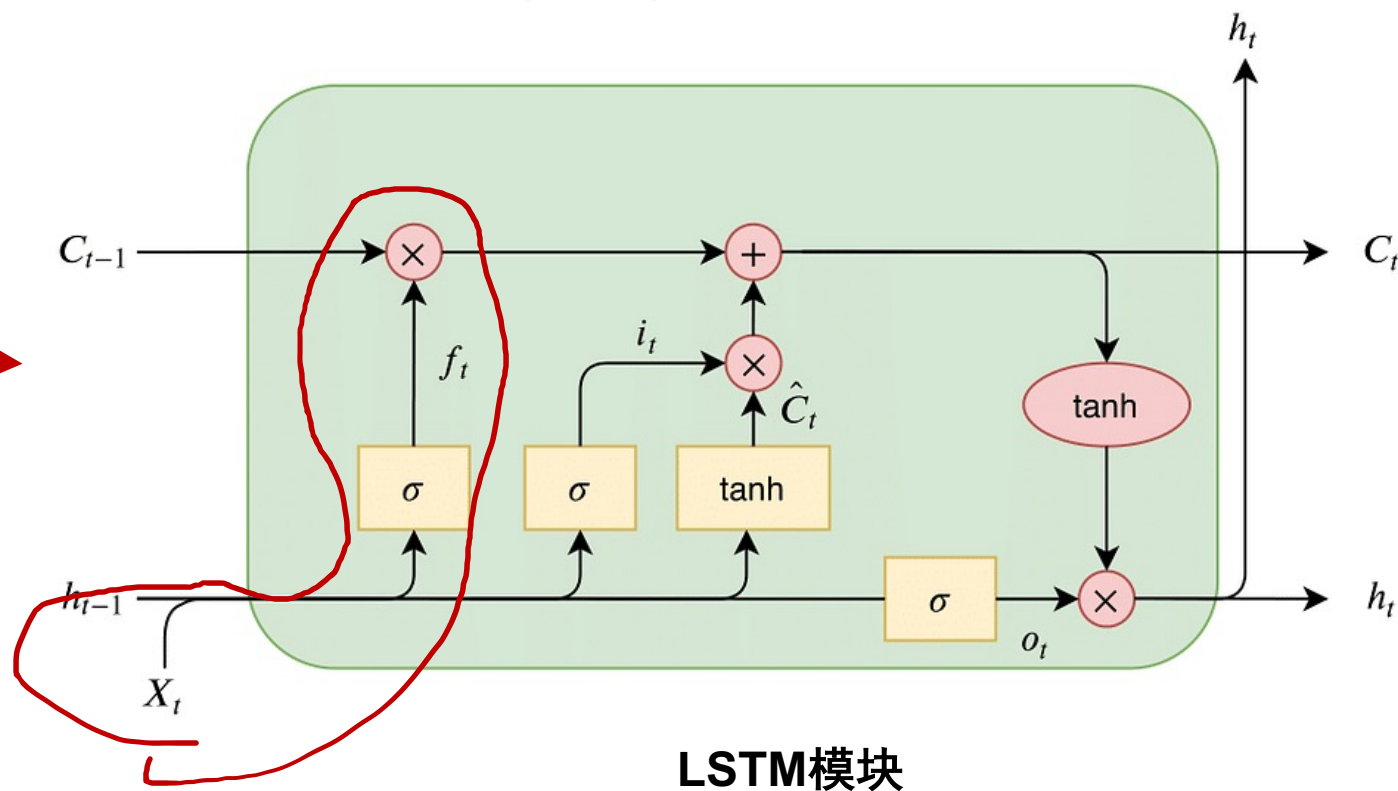 h_t
C_{t-1}
×
+
C_t
f_t
i_t
×
Ĉ_t
tanh
σ
σ
tanh
h_{t-1}
σ
×
h_t
o_t
X_t
LSTM模块